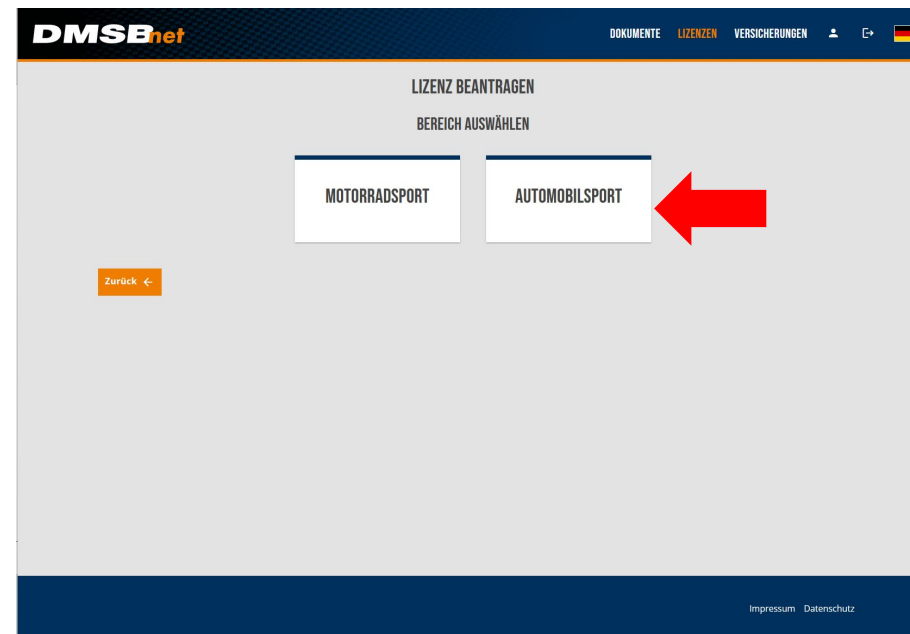 DMSBnet
DOKUMENTE LIZENZEN VERSICHERUNGEN
LIZENZ BEANTRAGEN
BEREICH AUSWÄHLEN
MOTORRADSPORT AUTOMOBILSPORT
Zurück
Impressum Datenschutz